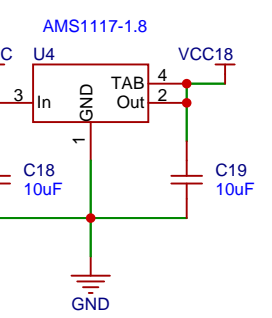 AMS1117-1.8
C U4 VCC18
TAB 4
3 In GND Out 2
1
C18 C19
10uF 10uF
GND